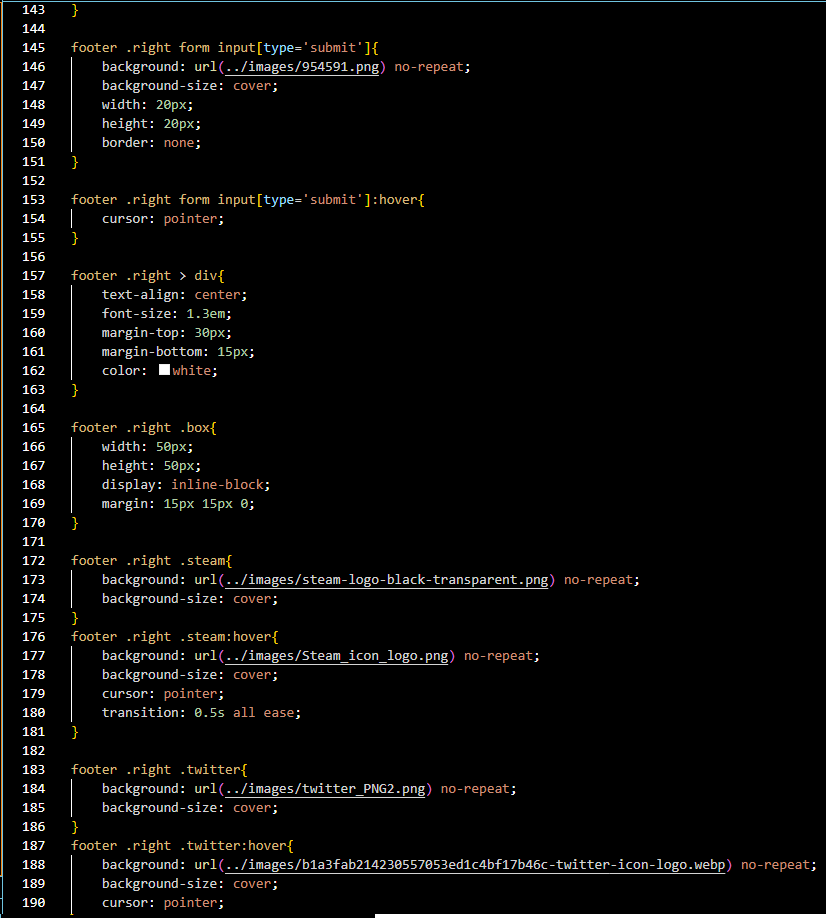 143 }
144
145 footer .right form input[type='submit']{
146 background: url(../images/954591.png) no-repeat;
147 background-size: cover;
148 width: 20px;
149 height: 20px;
150 border: none;
151 }
152
153 footer .right form input[type='submit']:hover{
154 cursor: pointer;
155 }
156
157 footer .right > div{
158 text-align: center;
159 font-size: 1.3em;
160 margin-top: 30px;
161 margin-bottom: 15px;
162 color: white;
163 }
164
165 footer .right .box{
166 width: 50px;
167 height: 50px;
168 display: inline-block;
169 margin: 15px 15px 0;
170 }
171
172 footer .right .steam{
173 background: url(../images/steam-logo-black-transparent.png) no-repeat;
174 background-size: cover;
175 }
176 footer .right .steam:hover{
177 background: url(../images/Steam_icon_logo.png) no-repeat;
178 background-size: cover;
179 cursor: pointer;
180 transition: 0.5s all ease;
181 }
182
183 footer .right .twitter{
184 background: url(../images/twitter_PNG2.png) no-repeat;
185 background-size: cover;
186 }
187 footer .right .twitter:hover{
188 background: url(../images/b1a3fab214230557053ed1c4bf17b46c-twitter-icon-logo.webp) no-repeat;
189 background-size: cover;
190 cursor: pointer;